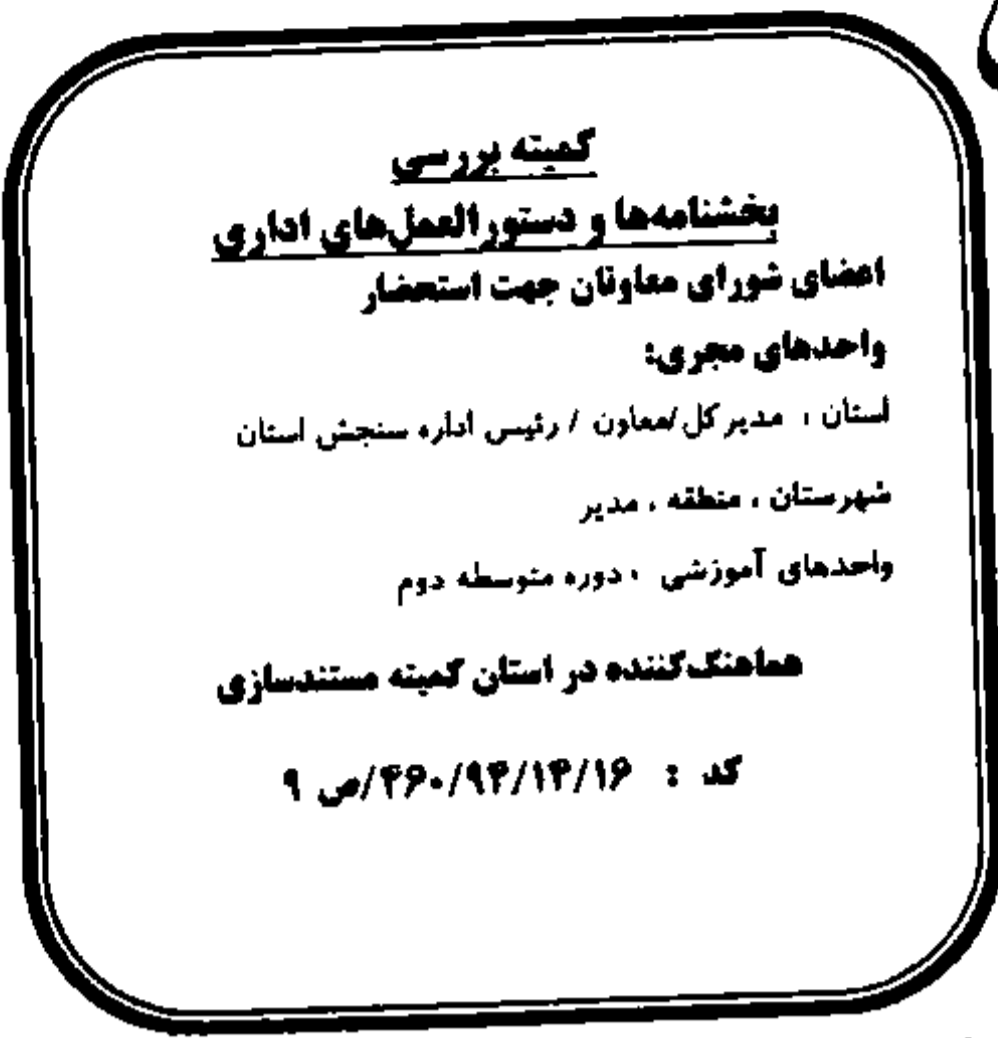 کمیته بررسی
بخشنامه‌ها و دستورالعمل‌های اداری
اعضای شورای معاونان جهت استحضار
واحدهای مجری:
استان ، مدیر کل/معاون / رئیس اداره سنجش استان
شهرستان ، منطقه ، مدیر
واحدهای آموزشی ، دوره متوسطه دوم
هماهنگ‌کننده در استان کمیته مستندسازی
کد : ۴۶۰/۹۴/۱۴/۱۶/ص ۹